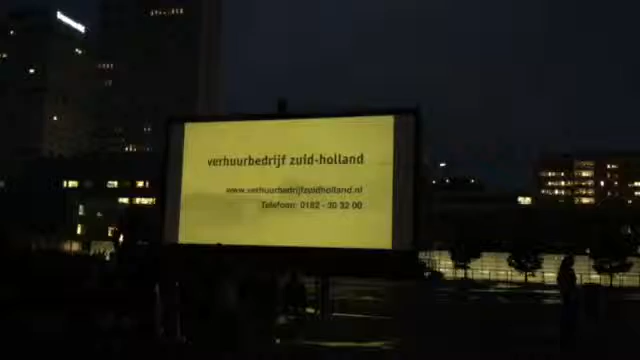 verhuurbedrijf zuid-holland
www.verhuurbedrijfzuidholland.nl
Telefoon: 0182 - 30 32 00